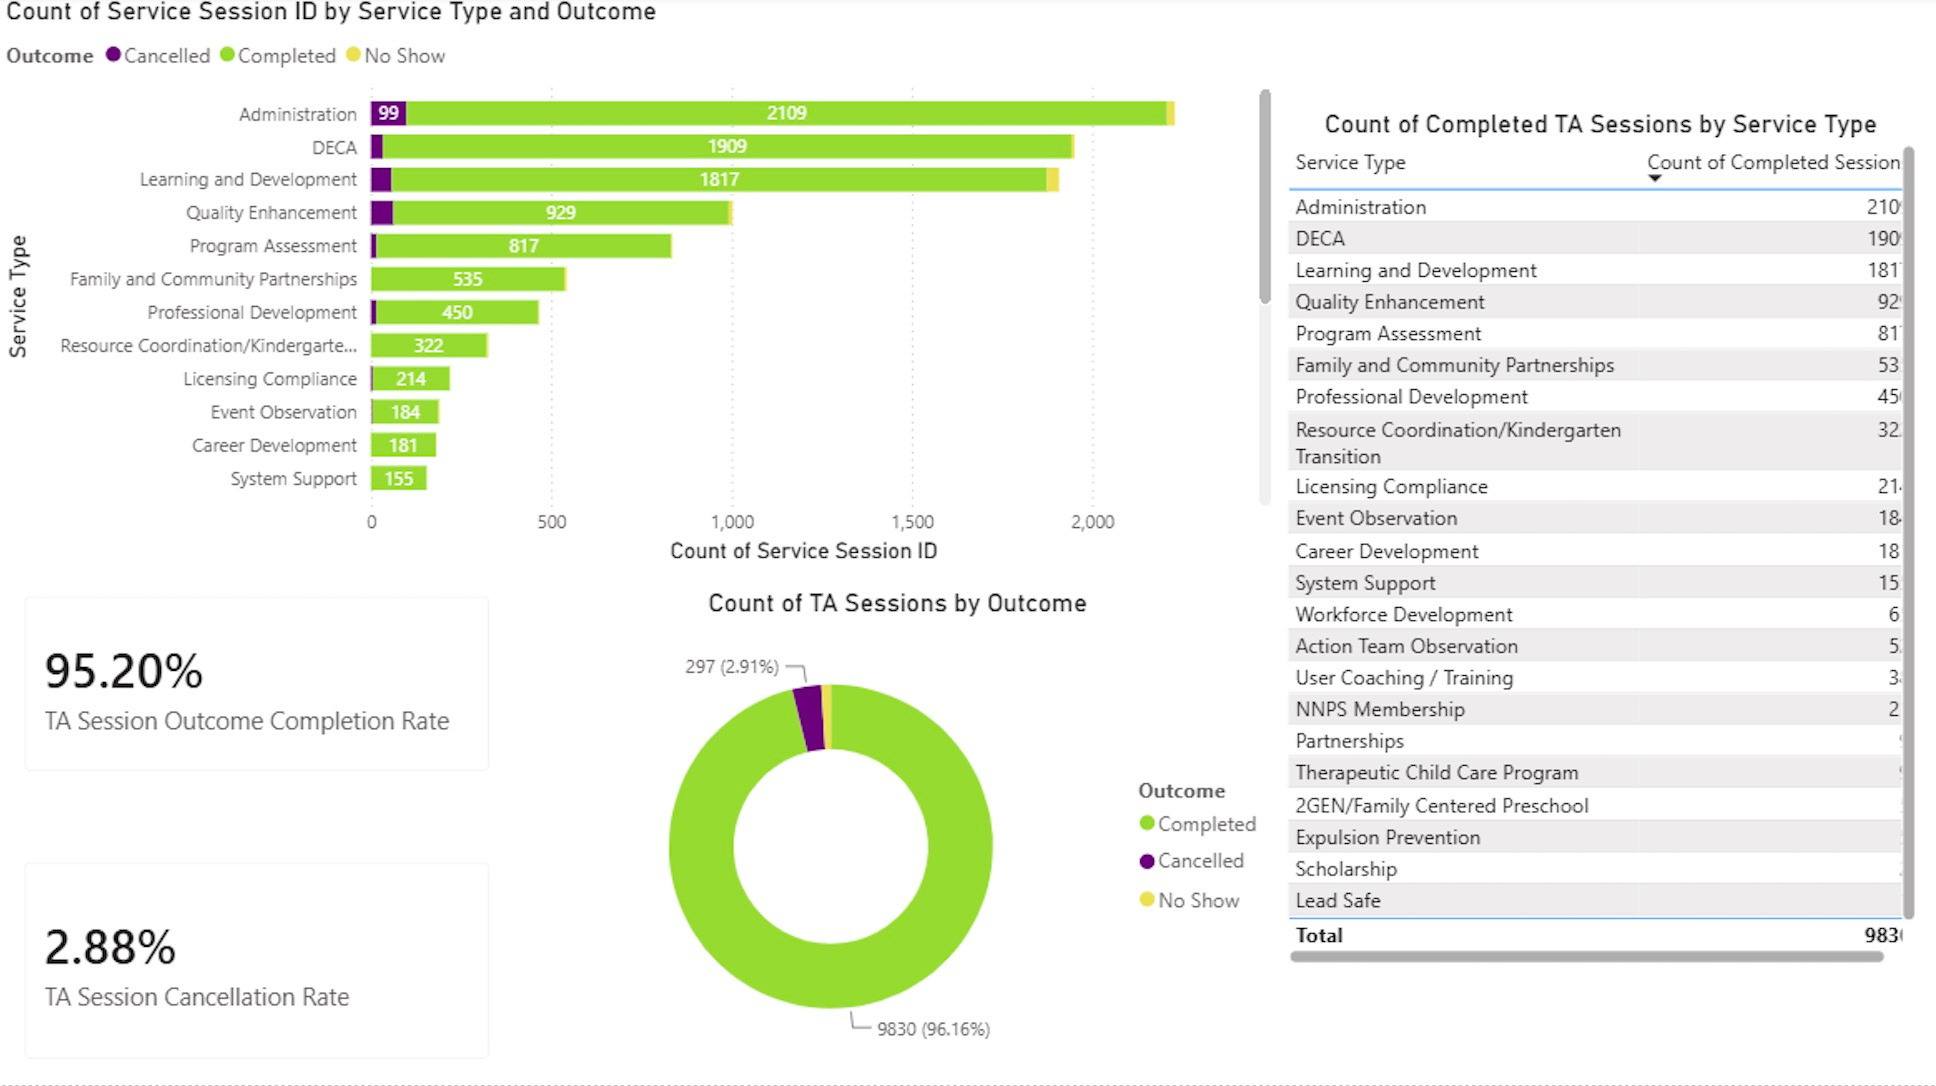 Count of Service Session ID by Service Type and Outcome
Outcome Cancelled Completed No Show
Service Type
Administration 99 2109
DECA 1909
Learning and Development 1817
Quality Enhancement 929
Program Assessment 817
Family and Community Partnerships 535
Professional Development 450
Resource Coordination/Kindergarte... 322
Licensing Compliance 214
Event Observation 184
Career Development 181
System Support 155
0 500 1,000 1,500 2,000
Count of Service Session ID
95.20%
TA Session Outcome Completion Rate
2.88%
TA Session Cancellation Rate
Count of TA Sessions by Outcome
297 (2.91%)
9830 (96.16%)
Outcome
Completed
Cancelled
No Show
Count of Completed TA Sessions by Service Type
Service Type Count of Completed Session
Administration
DECA
Learning and Development
Quality Enhancement
Program Assessment
Family and Community Partnerships
Professional Development
Resource Coordination/Kindergarten
Transition
Licensing Compliance
Event Observation
Career Development
System Support
Workforce Development
Action Team Observation
User Coaching / Training
NNPS Membership
Partnerships
Therapeutic Child Care Program
2GEN/Family Centered Preschool
Expulsion Prevention
Scholarship
Lead Safe
Total